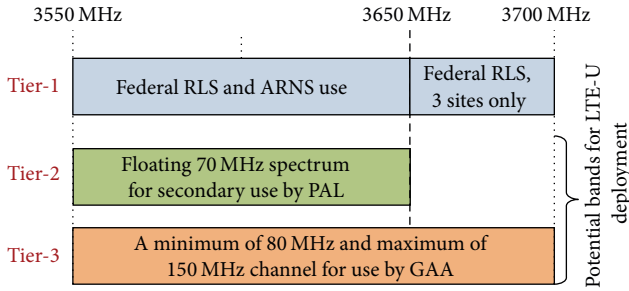 3550 MHz 3650 MHz 3700 MHz
Tier-1
Federal RLS and ARNS use
Federal RLS,
3 sites only
Tier-2
Floating 70 MHz spectrum
for secondary use by PAL
Tier-3
A minimum of 80 MHz and maximum of
150 MHz channel for use by GAA
Potential bands for LTE-U
deployment